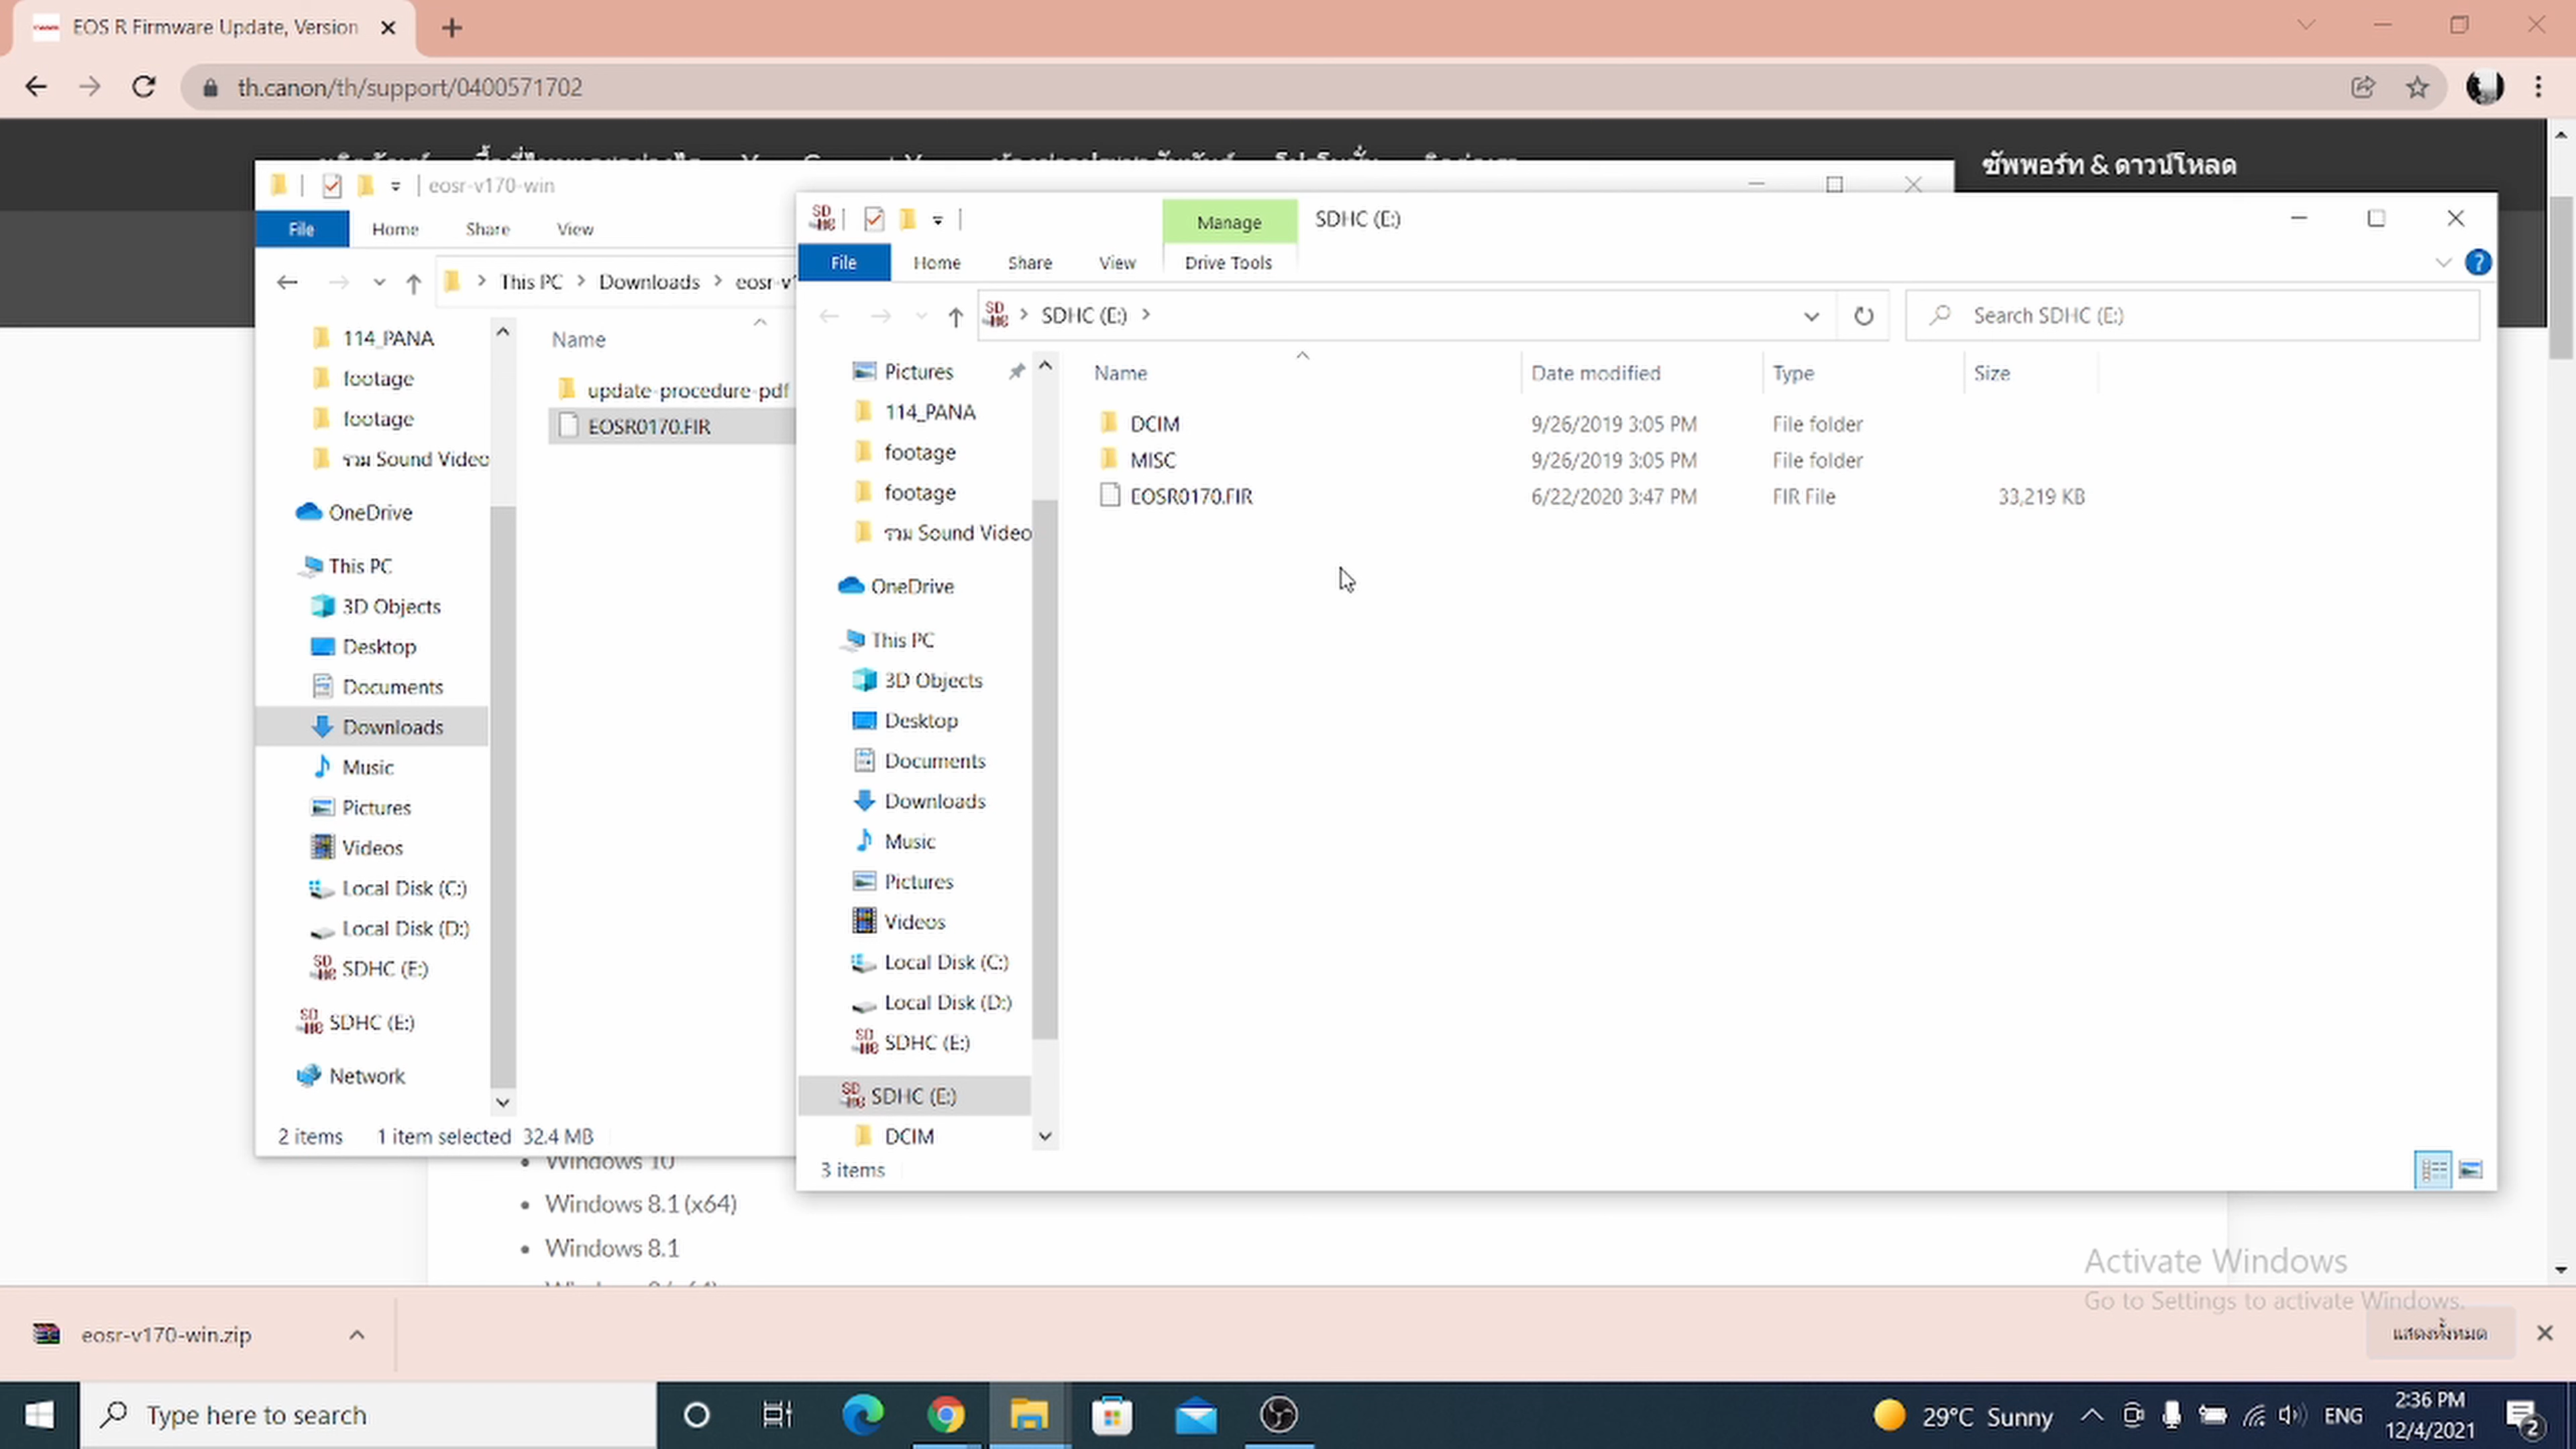 EOS R Firmware Update, Version
th.canon/th/support/0400571702
ซัพพอร์ท & ดาวน์โหลด
eosr-v170-win
File Home Share View
This PC > Downloads > eosr-v
Name
update-procedure-pdf
EOSR0170.FIR
114_PANA
footage
footage
รวม Sound Video
OneDrive
This PC
3D Objects
Desktop
Documents
Downloads
Music
Pictures
Videos
Local Disk (C:)
Local Disk (D:)
SDHC (E:)
SDHC (E:)
Network
2 items 1 item selected 32.4 MB
Manage SDHC (E:)
File Home Share View Drive Tools
SDHC (E:) >
Search SDHC (E:)
Name Date modified Type Size
DCIM 9/26/2019 3:05 PM File folder
MISC 9/26/2019 3:05 PM File folder
EOSR0170.FIR 6/22/2020 3:47 PM FIR File 33,219 KB
Pictures
114_PANA
footage
footage
รวม Sound Video
OneDrive
This PC
3D Objects
Desktop
Documents
Downloads
Music
Pictures
Videos
Local Disk (C:)
Local Disk (D:)
SDHC (E:)
SDHC (E:)
DCIM
3 items
Windows 10
Windows 8.1 (x64)
Windows 8.1
Activate Windows
Go to Settings to activate Windows.
eosr-v170-win.zip
แสดงทั้งหมด
Type here to search
29°C Sunny
ENG
2:36 PM
12/4/2021
2